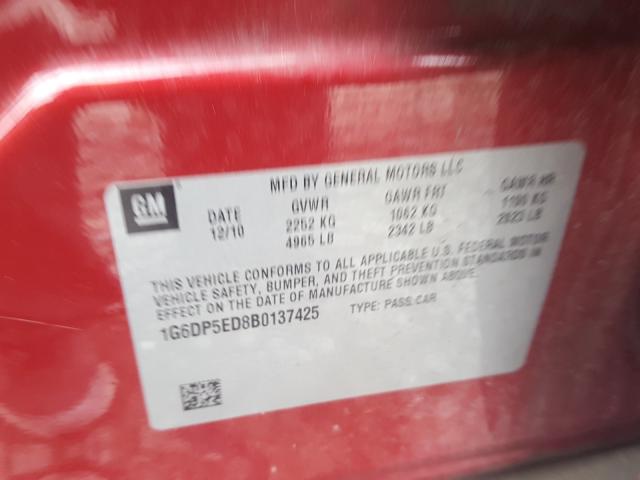 GM
MFD BY GENERAL MOTORS LLC
DATE GVWR GAWR FRT GAWR RR
12/10 2252 KG 1062 KG 1190 KG
4965 LB 2342 LB 2623 LB
THIS VEHICLE CONFORMS TO ALL APPLICABLE U.S. FEDERAL MOTOR
VEHICLE SAFETY, BUMPER, AND THEFT PREVENTION STANDARDS IN
EFFECT ON THE DATE OF MANUFACTURE SHOWN ABOVE.
1G6DP5ED8B0137425 TYPE: PASS. CAR